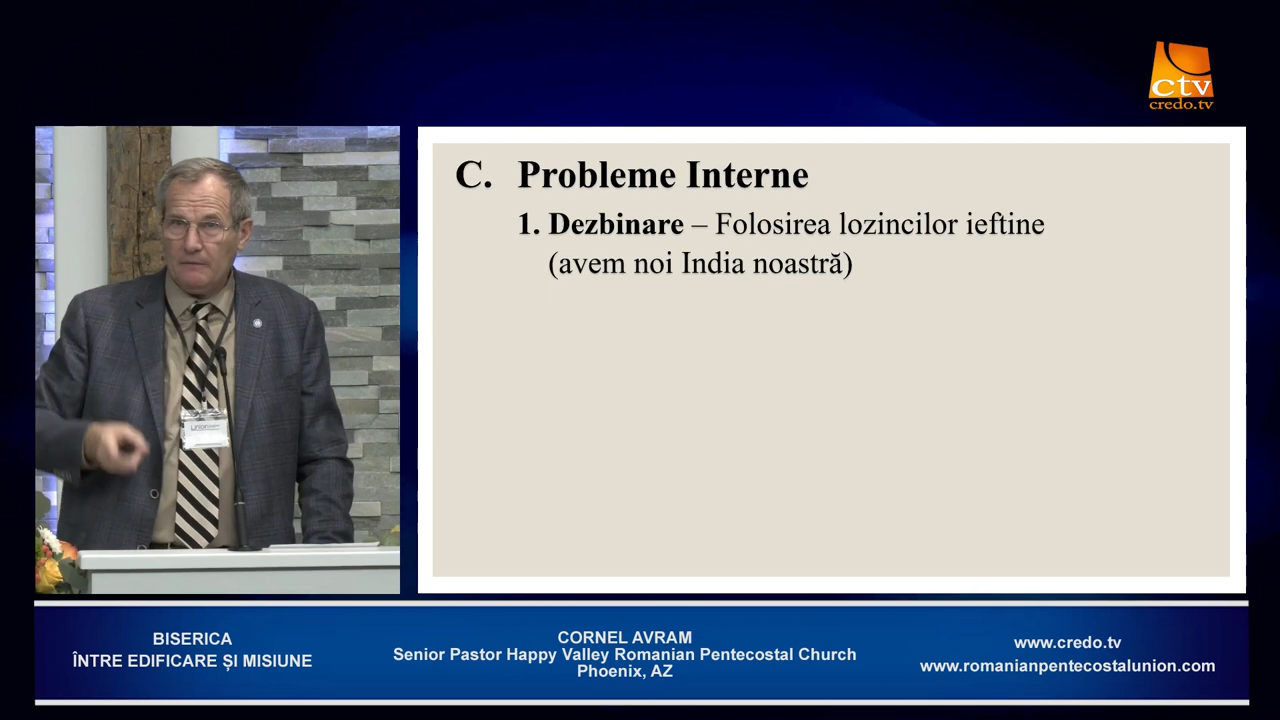 ctv
credo.tv
C. Probleme Interne
1. Dezbinare – Folosirea lozincilor ieftine
(avem noi India noastră)
BISERICA
ÎNTRE EDIFICARE ȘI MISIUNE
CORNEL AVRAM
Senior Pastor Happy Valley Romanian Pentecostal Church
Phoenix, AZ
www.credo.tv
www.romanianpentecostalunion.com